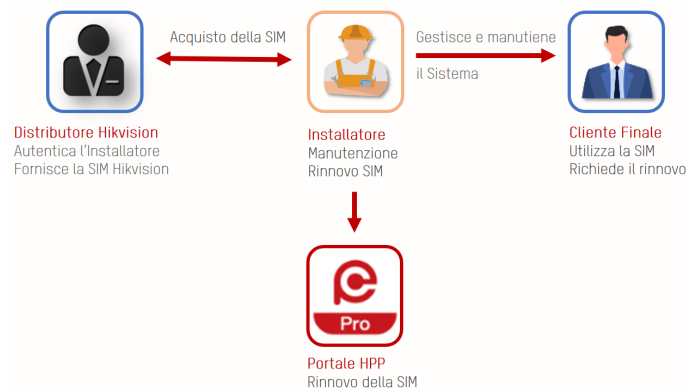 Acquisto della SIM
Gestisce e mantiene
il Sistema
Distributore Hikvision
Autentica l'Installatore
Fornisce la SIM Hikvision
Installatore
Manutenzione
Rinnovo SIM
Cliente Finale
Utilizza la SIM
Richiede il rinnovo
Pro
Portale HPP
Rinnovo della SIM